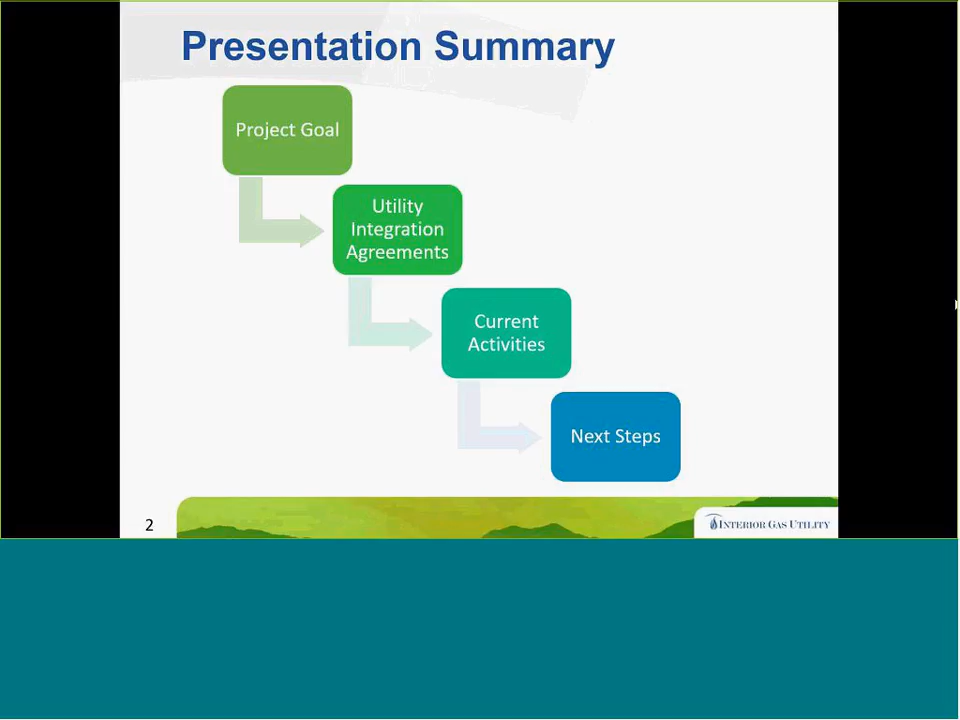 Presentation Summary
Project Goal
Utility
Integration
Agreements
Current
Activities
Next Steps
2
INTERIOR GAS UTILITY